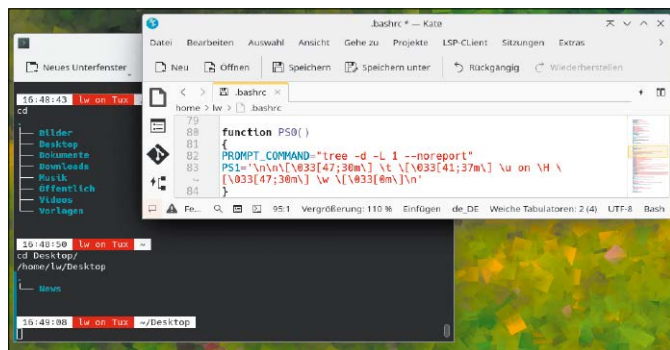 .bashrc * — Kate
Datei Bearbeiten Auswahl Ansicht Gehe zu Projekte LSP-CLient Sitzungen Extras
Neu Öffnen Speichern Speichern unter Rückgängig Wiederherstellen
.bashrc
home > lw > .bashrc
79
80 function PS0()
81 {
82 PROMPT_COMMAND="tree -d -L 1 --noreport"
83 PS1='\n\n\[\033[47;30m\] \t \[\033[41;37m\] \u on \H \
[\033[47;30m\] \w \[\033[0m\]\n'
84 }
Fe... 95:1 Vergrößerung: 110 % Einfügen de_DE Weiche Tabulatoren: 2 (4) UTF-8 Bash
Neues Unterfenster
16:48:43 lw on Tux
cd
.
Bilder
Desktop
Dokumente
Downloads
Musik
Öffentlich
Videos
Vorlagen
16:48:50 lw on Tux ~
cd Desktop/
/home/lw/Desktop
.
News
16:49:08 lw on Tux ~/Desktop